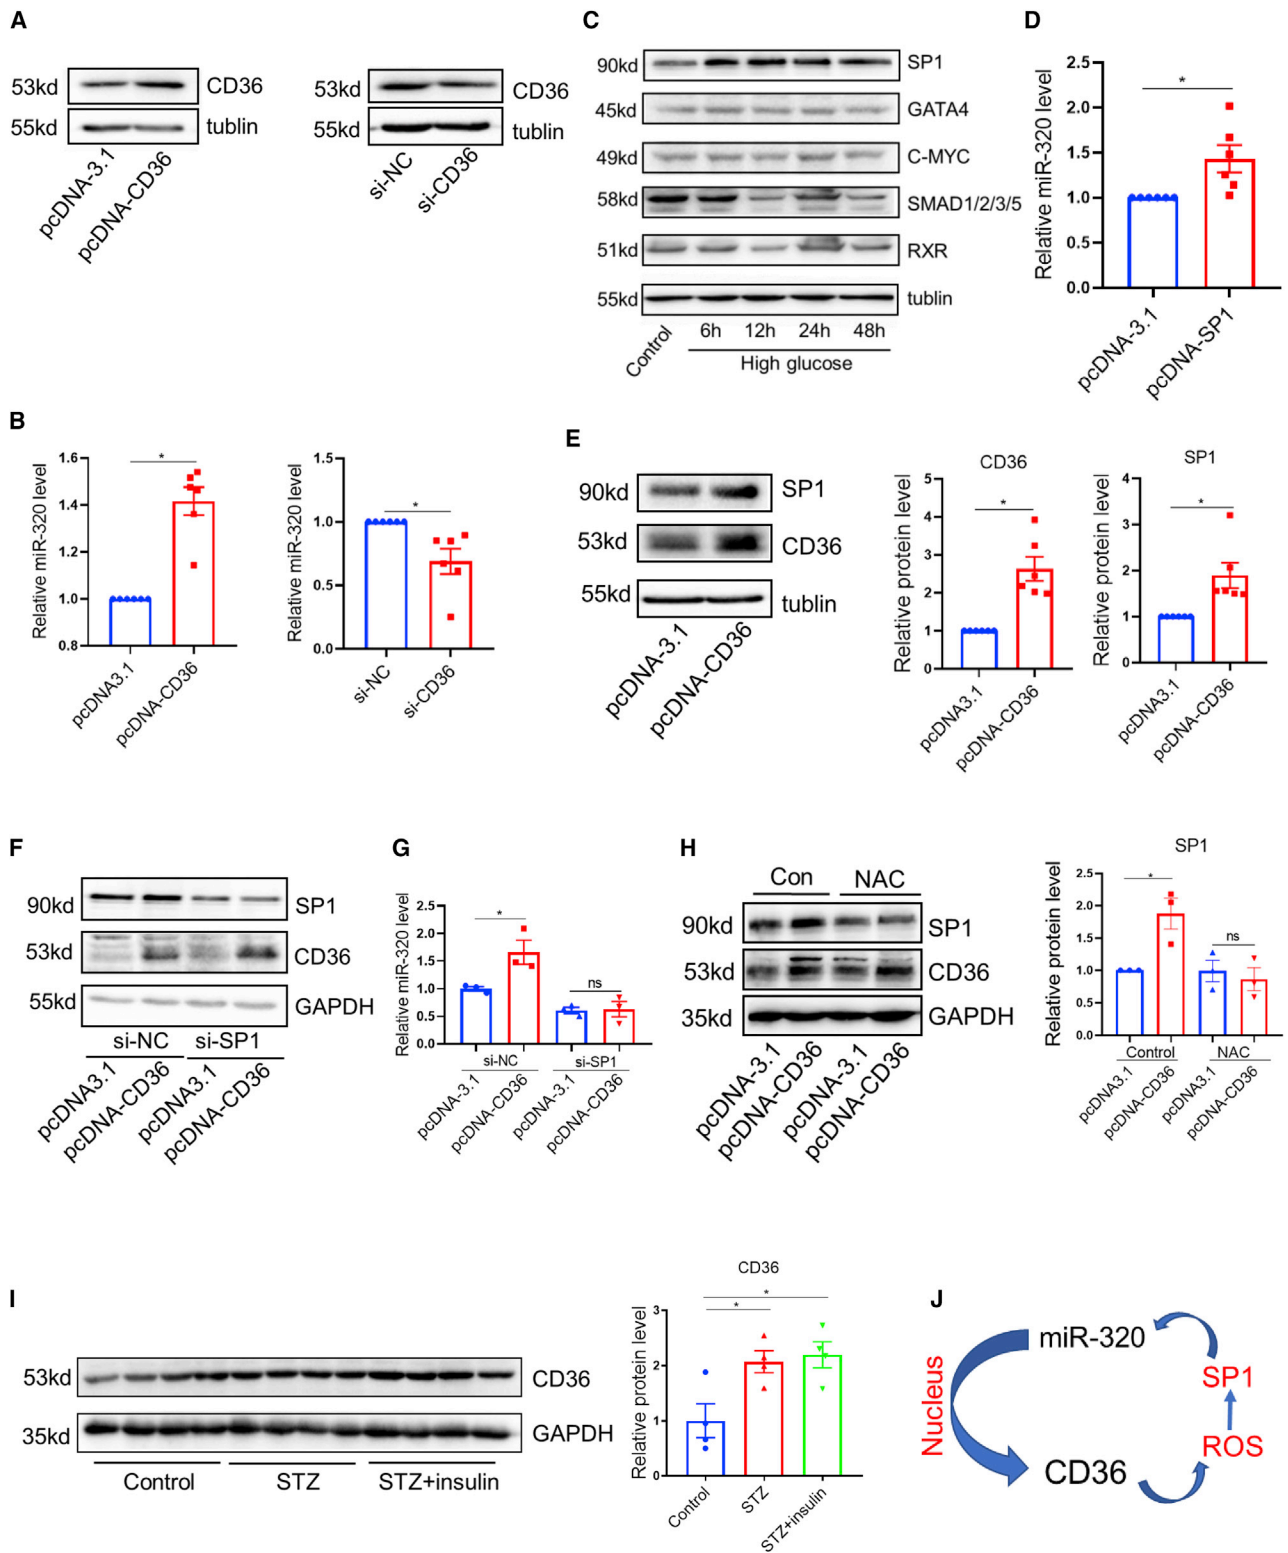 A
53kd
CD36
55kd
tublin
pcDNA-3.1
pcDNA-CD36
53kd
CD36
55kd
tublin
si-NC
si-CD36
C
90kd
SP1
45kd
GATA4
49kd
C-MYC
58kd
SMAD1/2/3/5
51kd
RXR
55kd
tublin
Control
6h
12h
24h
48h
High glucose
D
Relative miR-320 level
2.5
2.0
1.5
1.0
0.5
0.0
*
pcDNA-3.1
pcDNA-SP1
B
Relative miR-320 level
1.6
1.4
1.2
1.0
0.8
*
pcDNA3.1
pcDNA-CD36
Relative miR-320 level
1.5
1.0
0.5
0.0
*
si-NC
si-CD36
E
90kd
SP1
53kd
CD36
55kd
tublin
pcDNA-3.1
pcDNA-CD36
CD36
Relative protein level
5
4
3
2
1
0
*
pcDNA3.1
pcDNA-CD36
SP1
Relative protein level
4
3
2
1
0
*
pcDNA3.1
pcDNA-CD36
F
90kd
SP1
53kd
CD36
55kd
GAPDH
si-NC
si-SP1
pcDNA3.1
pcDNA-CD36
pcDNA3.1
pcDNA-CD36
G
Relative miR-320 level
2.5
2.0
1.5
1.0
0.5
0.0
*
ns
si-NC
si-SP1
pcDNA-3.1
pcDNA-CD36
pcDNA-3.1
pcDNA-CD36
H
Con
NAC
90kd
SP1
53kd
CD36
35kd
GAPDH
pcDNA-3.1
pcDNA-CD36
pcDNA-3.1
pcDNA-CD36
SP1
Relative protein level
2.5
2.0
1.5
1.0
0.5
0.0
*
ns
Control
NAC
pcDNA3.1
pcDNA-CD36
pcDNA3.1
pcDNA-CD36
I
53kd
CD36
35kd
GAPDH
Control
STZ
STZ+insulin
CD36
Relative protein level
3
2
1
0
*
*
Control
STZ
STZ+insulin
J
Nucleus
miR-320
SP1
ROS
CD36